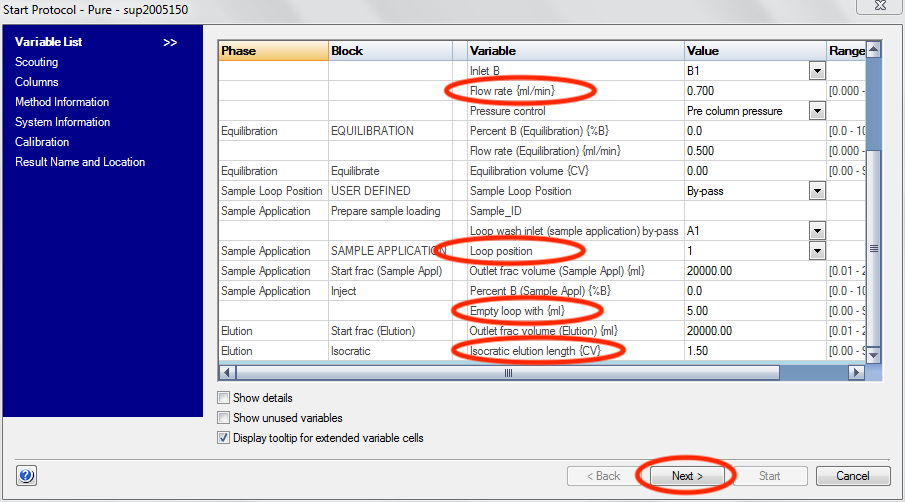 Start Protocol - Pure - sup2005150
Variable List >>
Scouting
Columns
Method Information
System Information
Calibration
Result Name and Location
Phase Block Variable Value Range
Inlet B B1
Flow rate {ml/min} 0.700 [0.000 -
Pressure control Pre column pressure
Equilibration EQUILIBRATION Percent B (Equilibration) {%B} 0.0 [0.0 - 10
Flow rate (Equilibration) {ml/min} 0.500 [0.000 -
Equilibration Equilibrate Equilibration volume {CV} 0.00 [0.00 - 9
Sample Loop Position USER DEFINED Sample Loop Position By-pass
Sample Application Prepare sample loading Sample_ID
Loop wash inlet (sample application) by-pass A1
Sample Application SAMPLE APPLICATION Loop position 1
Sample Application Start frac (Sample Appl) Outlet frac volume (Sample Appl) {ml} 20000.00 [0.01 - 2
Sample Application Inject Percent B (Sample Appl) {%B} 0.0 [0.0 - 10
Empty loop with {ml} 5.00 [0.00 - 9
Elution Start frac (Elution) Outlet frac volume (Elution) {ml} 20000.00 [0.01 - 2
Elution Isocratic Isocratic elution length {CV} 1.50 [0.00 - 9
Show details
Show unused variables
Display tooltip for extended variable cells
< Back Next > Start Cancel